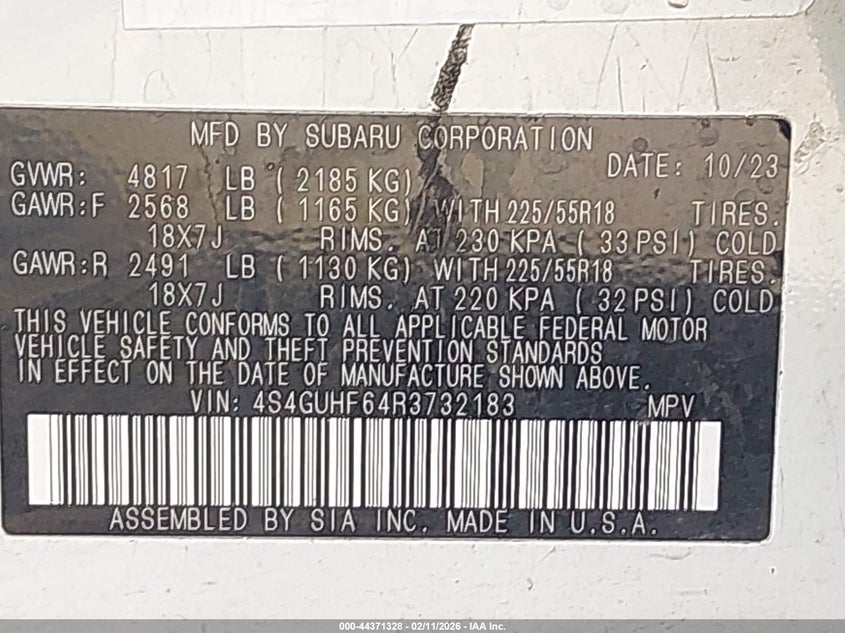 MFD BY SUBARU CORPORATION
DATE: 10/23
GVWR: 4817 LB ( 2185 KG)
GAWR:F 2568 LB ( 1165 KG) WITH 225/55R18 TIRES.
18X7J RIMS. AT 230 KPA ( 33 PSI) COLD
GAWR:R 2491 LB ( 1130 KG) WITH 225/55R18 TIRES.
18X7J RIMS. AT 220 KPA ( 32 PSI) COLD
THIS VEHICLE CONFORMS TO ALL APPLICABLE FEDERAL MOTOR
VEHICLE SAFETY AND THEFT PREVENTION STANDARDS
IN EFFECT ON THE DATE OF MANUFACTURE SHOWN ABOVE.
VIN: 4S4GUHF64R3732183 MPV
ASSEMBLED BY SIA INC. MADE IN U.S.A.
000-44371328 - 02/11/2026 - IAA Inc.